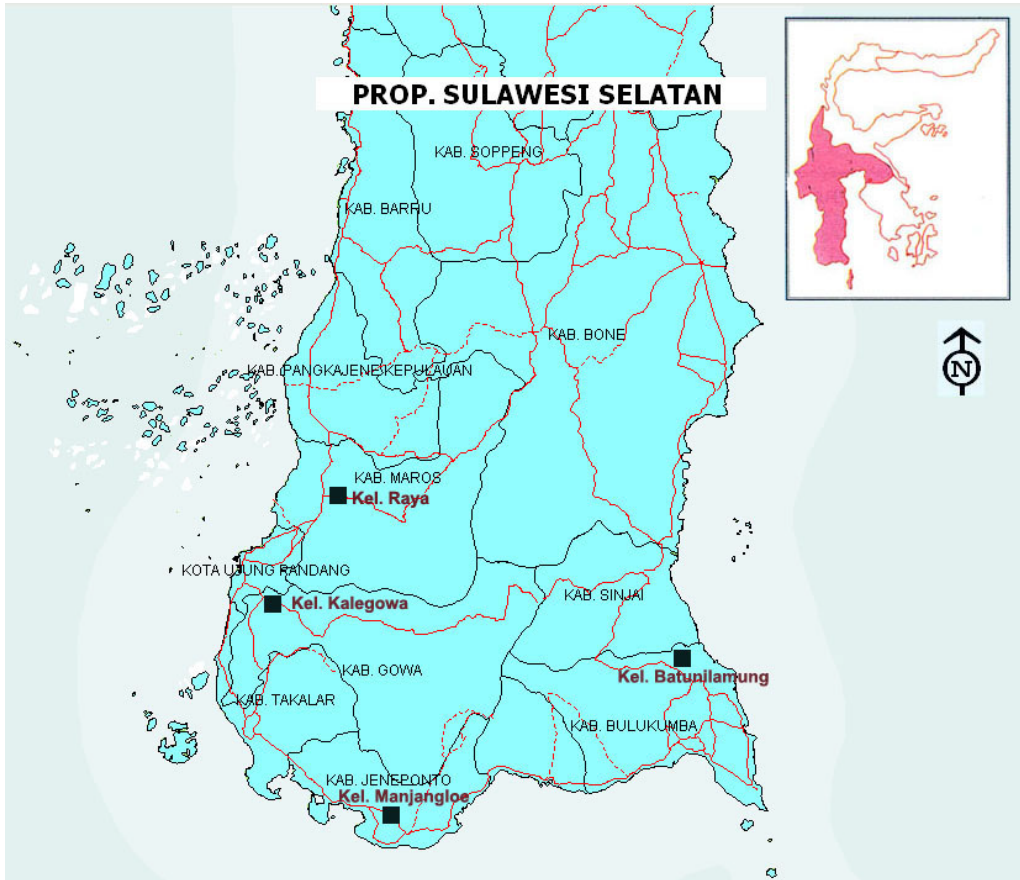 PROP. SULAWESI SELATAN
KAB. SOPPENG
KAB. BARRU
KAB. BONE
N
KAB. PANGKAJENE KEPULAUAN
KAB. MAROS
Kel. Raya
KOTA UJUNG PANDANG
KAB. SINJAI
Kel. Kalegowa
KAB. GOWA
Kel. Batunilamung
KAB. TAKALAR
KAB. BULUKUMBA
KAB. JENEPONTO
Kel. Manjangloe